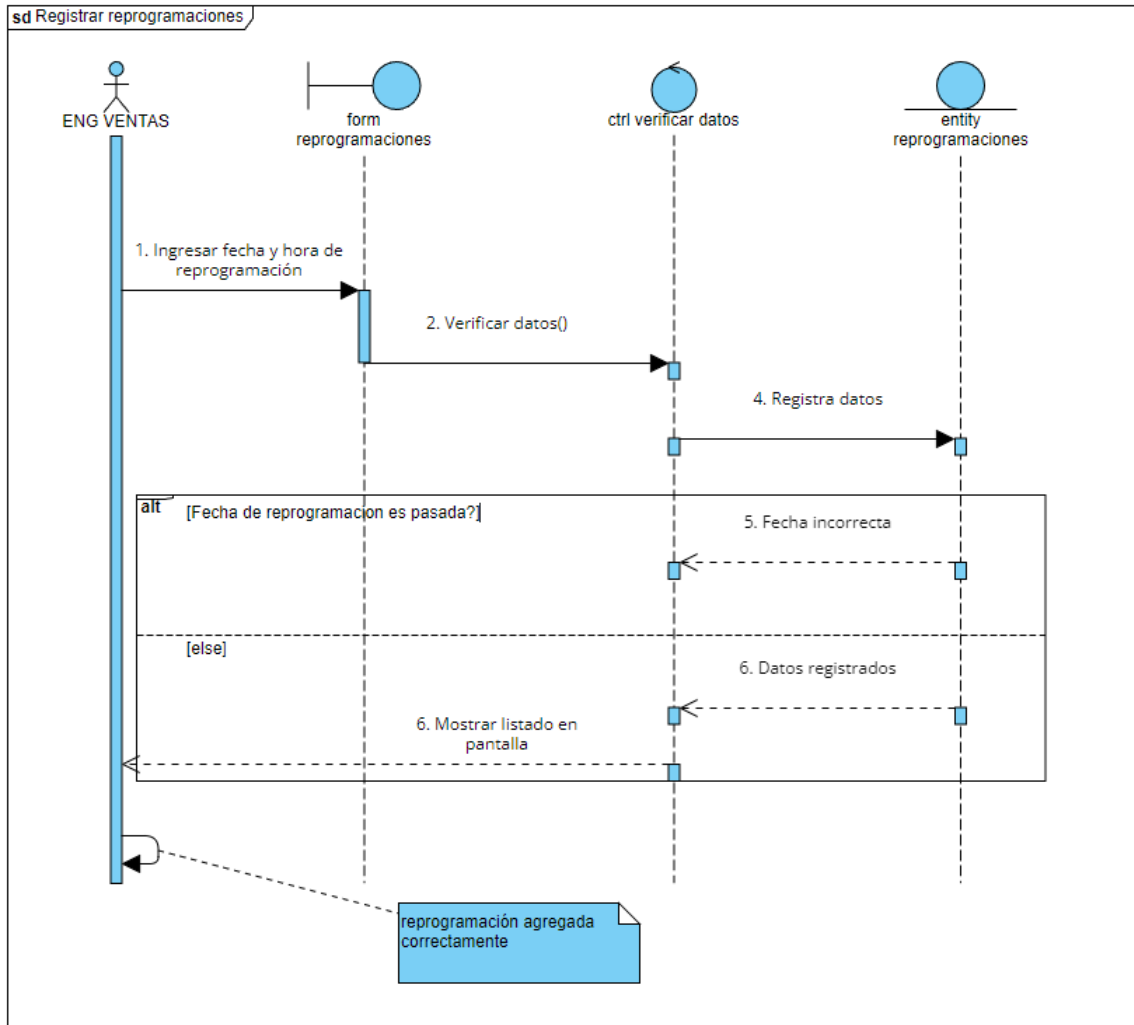 sd Registrar reprogramaciones
ENG VENTAS
form
reprogramaciones
ctrl verificar datos
entity
reprogramaciones
1. Ingresar fecha y hora de
reprogramación
2. Verificar datos()
4. Registra datos
alt
[Fecha de reprogramacion es pasada?]
5. Fecha incorrecta
[else]
6. Datos registrados
6. Mostrar listado en
pantalla
reprogramación agregada
correctamente